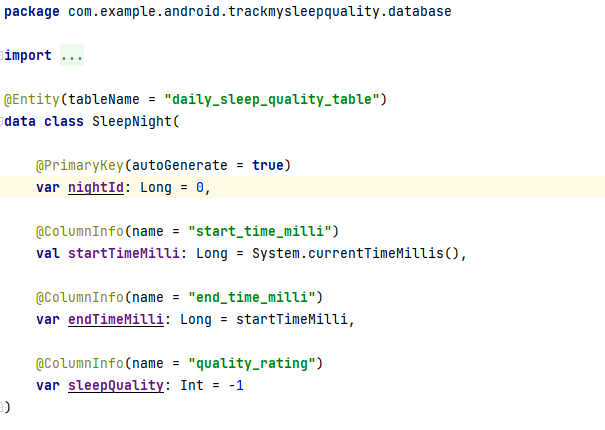 package com.example.android.trackmysleepquality.database
import ...
@Entity(tableName = "daily_sleep_quality_table")
data class SleepNight(
@PrimaryKey(autoGenerate = true)
var nightId: Long = 0,
@ColumnInfo(name = "start_time_milli")
val startTimeMilli: Long = System.currentTimeMillis(),
@ColumnInfo(name = "end_time_milli")
var endTimeMilli: Long = startTimeMilli,
@ColumnInfo(name = "quality_rating")
var sleepQuality: Int = -1
)